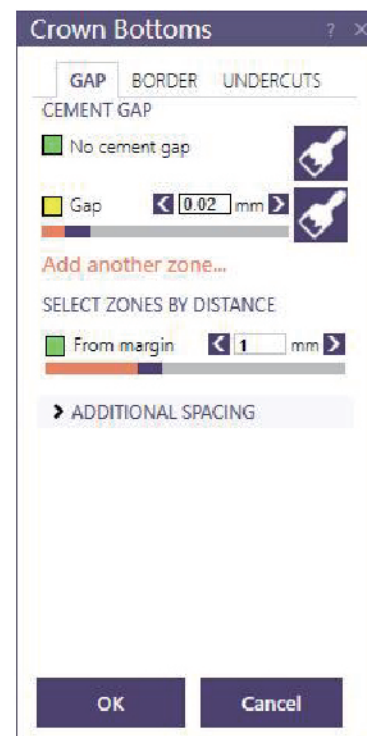 Crown Bottoms ? ×
GAP BORDER UNDERCUTS
CEMENT GAP
No cement gap
Gap 0.02 mm
Add another zone...
SELECT ZONES BY DISTANCE
From margin 1 mm
ADDITIONAL SPACING
OK Cancel